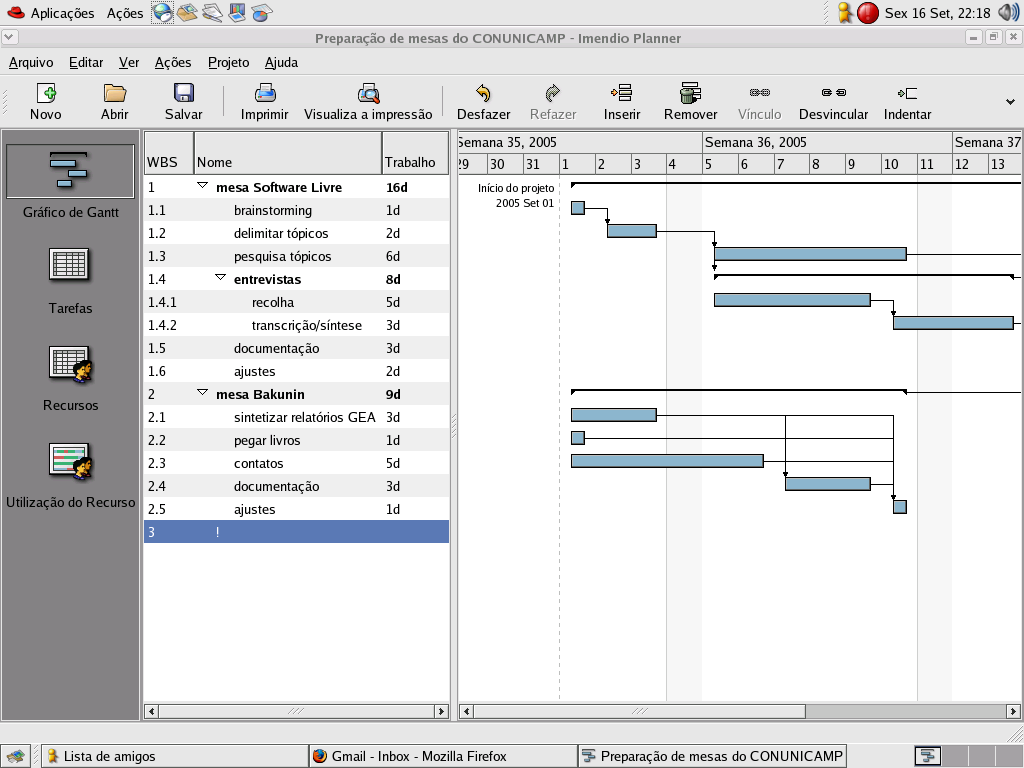 Aplicações Ações Sex 16 Set, 22:18
Preparação de mesas do CONUNICAMP - Imendio Planner
Arquivo Editar Ver Ações Projeto Ajuda
Novo Abrir Salvar Imprimir Visualiza a impressão Desfazer Refazer Inserir Remover Vínculo Desvincular Indentar
Gráfico de Gantt
Tarefas
Recursos
Utilização do Recurso
WBS Nome Trabalho
1 mesa Software Livre 16d
1.1 brainstorming 1d
1.2 delimitar tópicos 2d
1.3 pesquisa tópicos 6d
1.4 entrevistas 8d
1.4.1 recolha 5d
1.4.2 transcrição/síntese 3d
1.5 documentação 3d
1.6 ajustes 2d
2 mesa Bakunin 9d
2.1 sintetizar relatórios GEA 3d
2.2 pegar livros 1d
2.3 contatos 5d
2.4 documentação 3d
2.5 ajustes 1d
3 !
Semana 35, 2005 Semana 36, 2005 Semana 37
29 30 31 1 2 3 4 5 6 7 8 9 10 11 12 13
Início do projeto
2005 Set 01
Lista de amigos Gmail - Inbox - Mozilla Firefox Preparação de mesas do CONUNICAMP